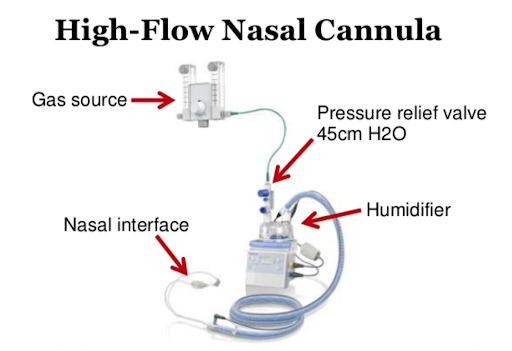 High-Flow Nasal Cannula
Gas source
Pressure relief valve
45cm H2O
Humidifier
Nasal interface